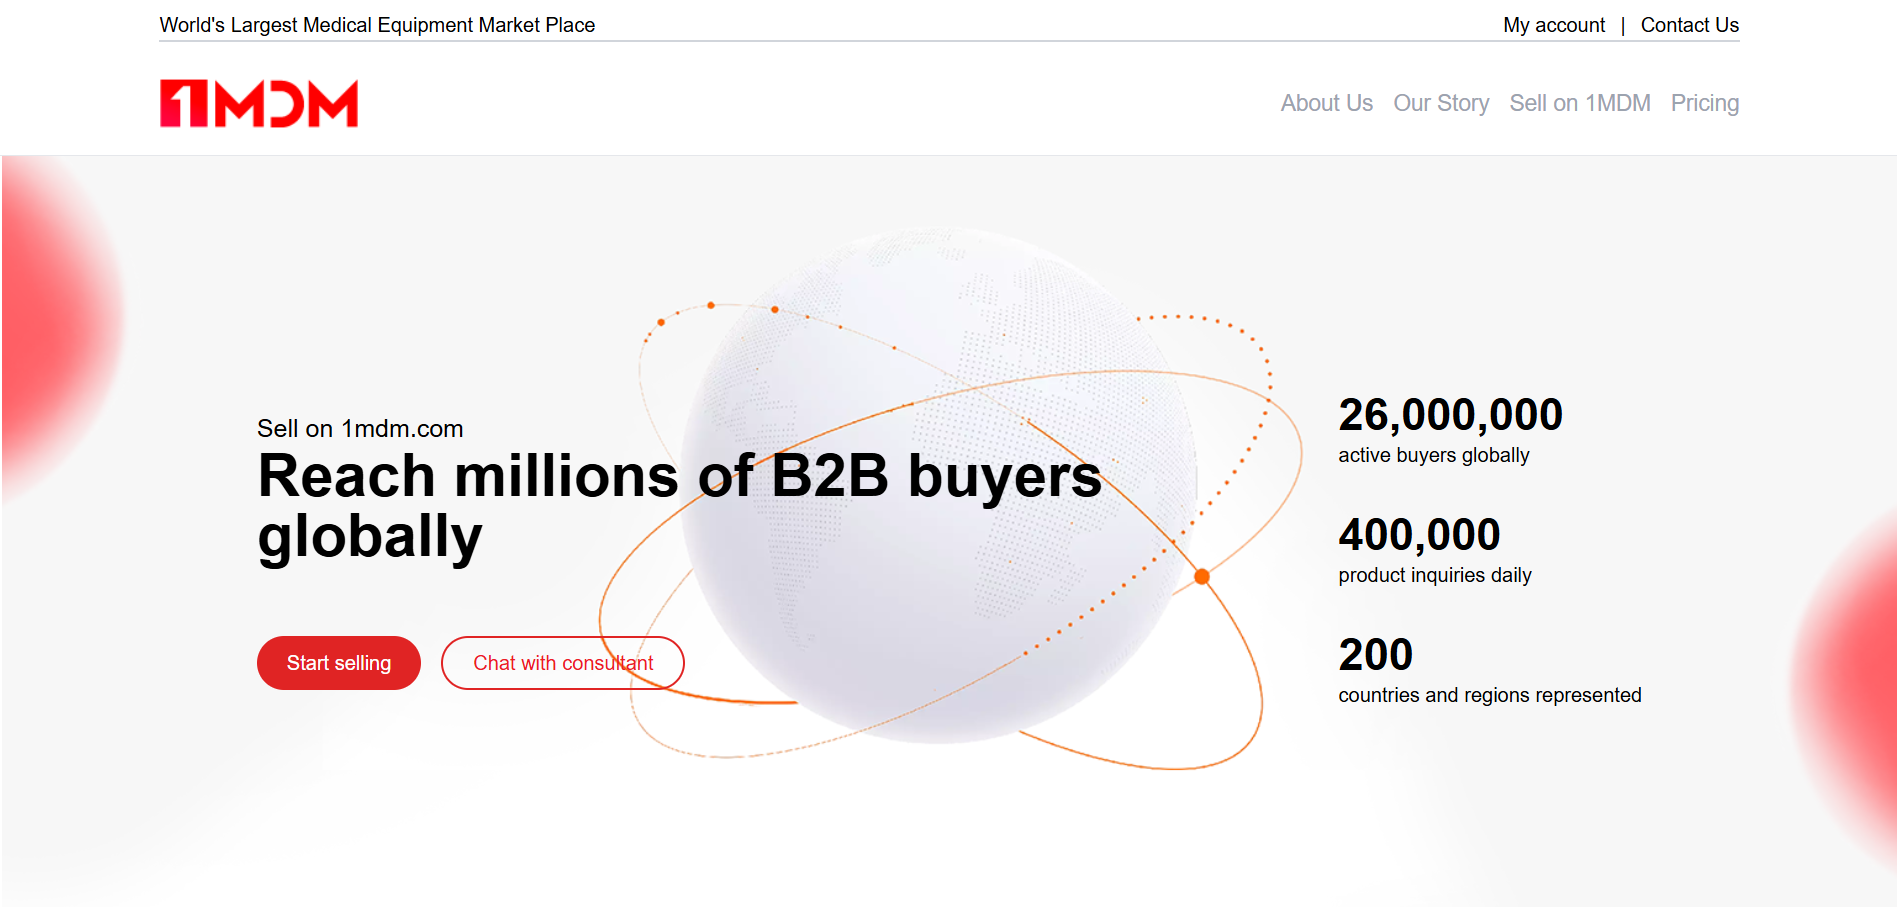 World's Largest Medical Equipment Market Place
My account | Contact Us
1MDM
About Us Our Story Sell on 1MDM Pricing
Sell on 1mdm.com
Reach millions of B2B buyers
globally
Start selling
Chat with consultant
26,000,000
active buyers globally
400,000
product inquiries daily
200
countries and regions represented